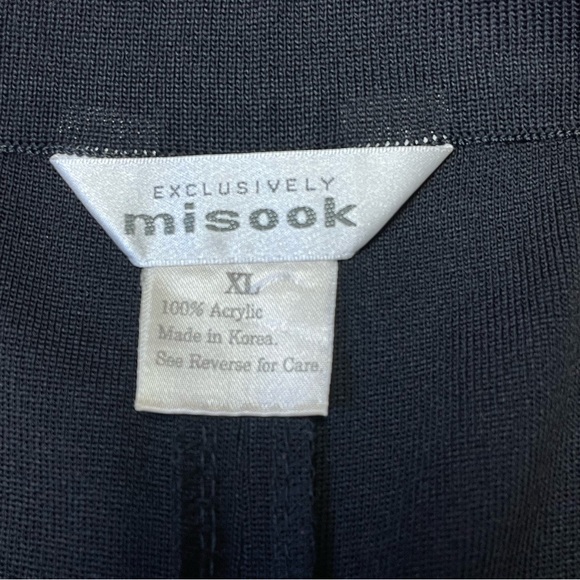 EXCLUSIVELY
misook
XL
100% Acrylic
Made in Korea.
See Reverse for Care.